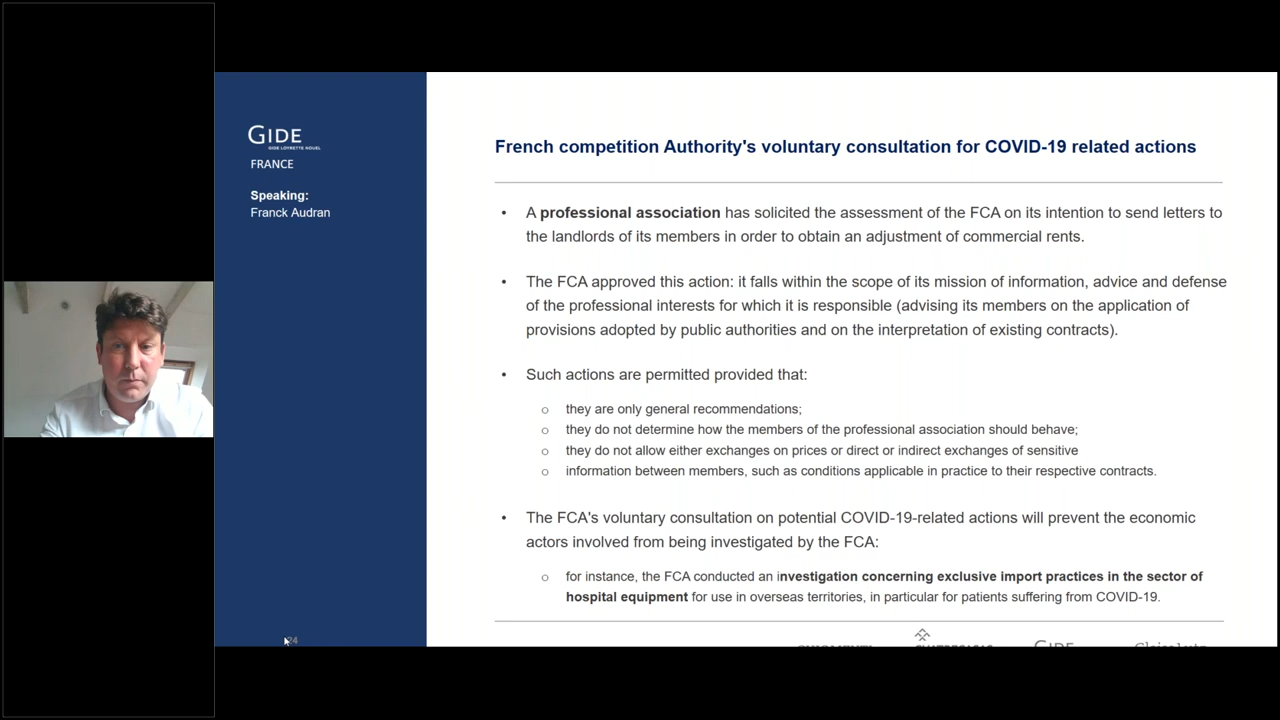 GIDE
GIDE LOYRETTE NOUEL
FRANCE
Speaking:
Franck Audran
French competition Authority's voluntary consultation for COVID-19 related actions
• A professional association has solicited the assessment of the FCA on its intention to send letters to
the landlords of its members in order to obtain an adjustment of commercial rents.
• The FCA approved this action: it falls within the scope of its mission of information, advice and defense
of the professional interests for which it is responsible (advising its members on the application of
provisions adopted by public authorities and on the interpretation of existing contracts).
• Such actions are permitted provided that:
o they are only general recommendations;
o they do not determine how the members of the professional association should behave;
o they do not allow either exchanges on prices or direct or indirect exchanges of sensitive
o information between members, such as conditions applicable in practice to their respective contracts.
• The FCA's voluntary consultation on potential COVID-19-related actions will prevent the economic
actors involved from being investigated by the FCA:
o for instance, the FCA conducted an investigation concerning exclusive import practices in the sector of
hospital equipment for use in overseas territories, in particular for patients suffering from COVID-19.
24
GIDE